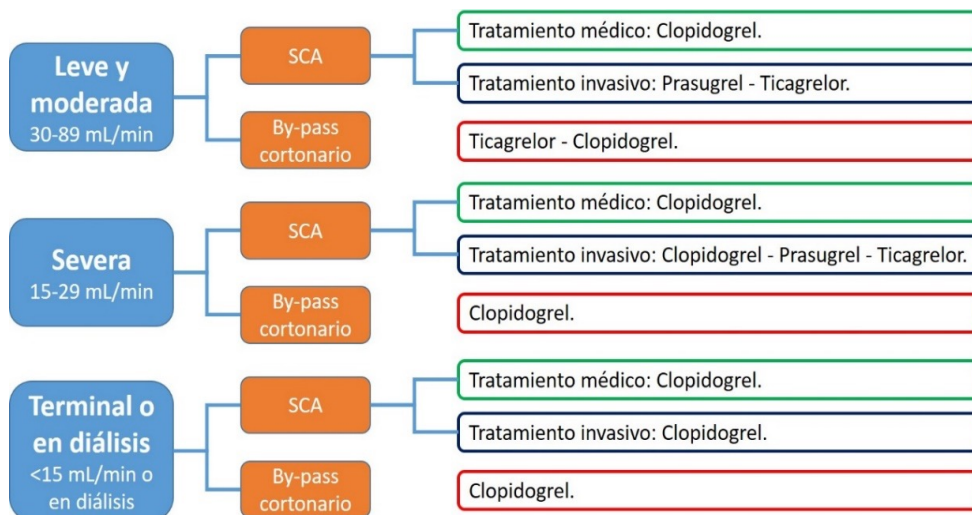 Leve y
moderada
30-89 mL/min
SCA
Tratamiento médico: Clopidogrel.
Tratamiento invasivo: Prasugrel - Ticagrelor.
By-pass
cortonario
Ticagrelor - Clopidogrel.
Severa
15-29 mL/min
SCA
Tratamiento médico: Clopidogrel.
Tratamiento invasivo: Clopidogrel - Prasugrel - Ticagrelor.
By-pass
cortonario
Clopidogrel.
Terminal o
en diálisis
<15 mL/min o
en diálisis
SCA
Tratamiento médico: Clopidogrel.
Tratamiento invasivo: Clopidogrel.
By-pass
cortonario
Clopidogrel.